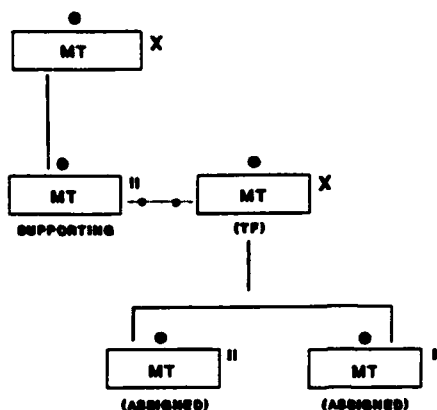 MT X
MT II
SUPPORTING
MT X
(TF)
MT II
(ASSIGNED)
MT I
(ASSIGNED)